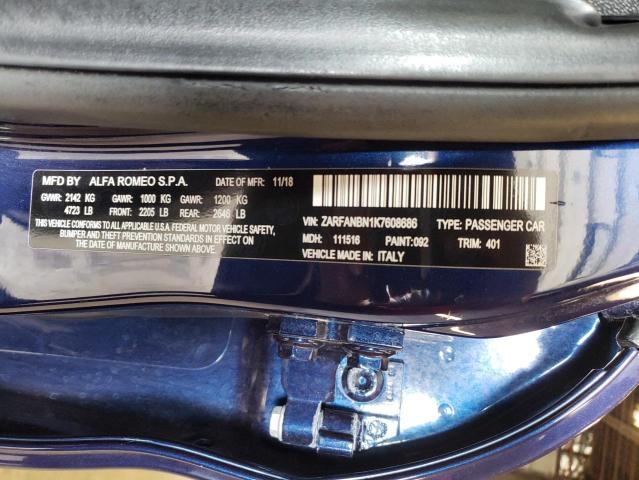 MFD BY ALFA ROMEO S.P.A. DATE OF MFR: 11/18
GVWR: 2142 KG GAWR: 1000 KG GAWR: 1200 KG
4723 LB FRONT: 2205 LB REAR: 2646 LB
THIS VEHICLE CONFORMS TO ALL APPLICABLE U.S.A. FEDERAL MOTOR VEHICLE SAFETY,
BUMPER AND THEFT PREVENTION STANDARDS IN EFFECT ON THE DATE OF
MANUFACTURE SHOWN ABOVE.
VIN: ZARFANBN1K7608686 TYPE: PASSENGER CAR
MDH: 111516 PAINT:092 TRIM: 401
VEHICLE MADE IN: ITALY